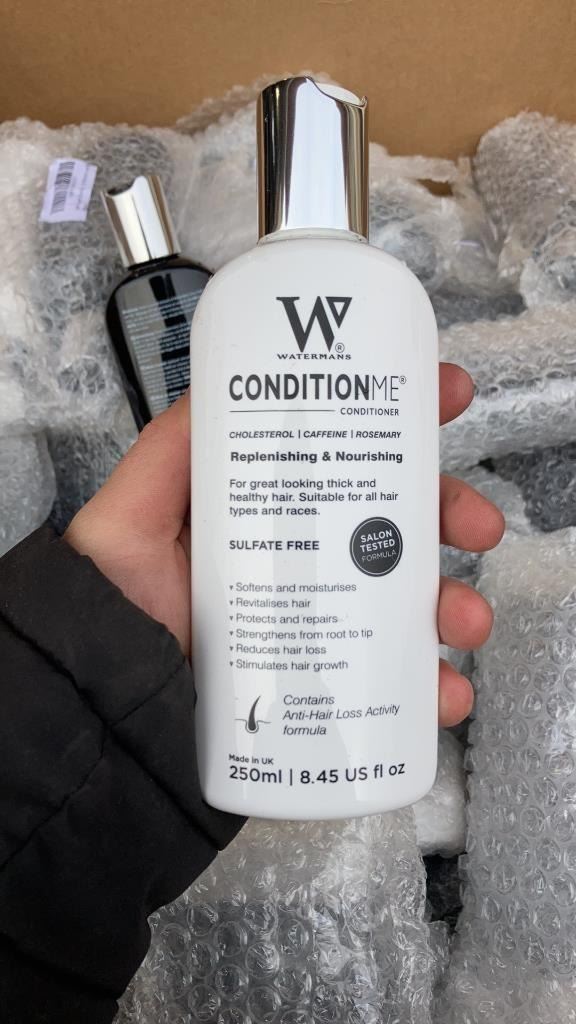 W®
WATERMANS
CONDITIONME®
CONDITIONER
CHOLESTEROL | CAFFEINE | ROSEMARY
Replenishing & Nourishing
For great looking thick and
healthy hair. Suitable for all hair
types and races.
SULFATE FREE
SALON
TESTED
FORMULA
Softens and moisturises
Revitalises hair
Protects and repairs
Strengthens from root to tip
Reduces hair loss
Stimulates hair growth
Contains
Anti-Hair Loss Activity
formula
Made in UK
250ml | 8.45 US fl oz